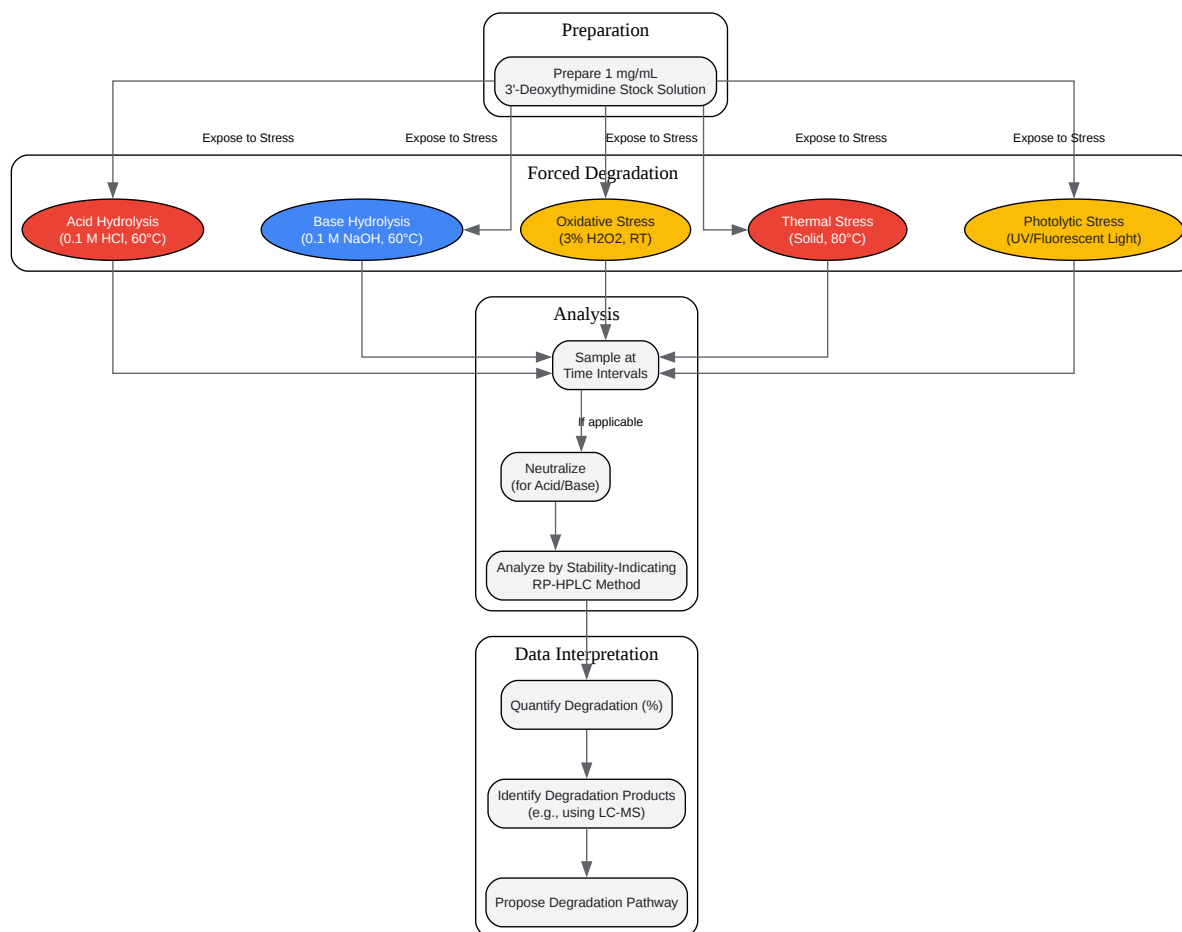 Preparation
Prepare 1 mg/mL
3'-Deoxythymidine Stock Solution
Expose to Stress
Expose to Stress
Expose to Stress
Expose to Stress
Expose to Stress
Forced Degradation
Acid Hydrolysis
(0.1 M HCl, 60°C)
Base Hydrolysis
(0.1 M NaOH, 60°C)
Oxidative Stress
(3% H2O2, RT)
Thermal Stress
(Solid, 80°C)
Photolytic Stress
(UV/Fluorescent Light)
Analysis
Sample at
Time Intervals
If applicable
Neutralize
(for Acid/Base)
Analyze by Stability-Indicating
RP-HPLC Method
Data Interpretation
Quantify Degradation (%)
Identify Degradation Products
(e.g., using LC-MS)
Propose Degradation Pathway